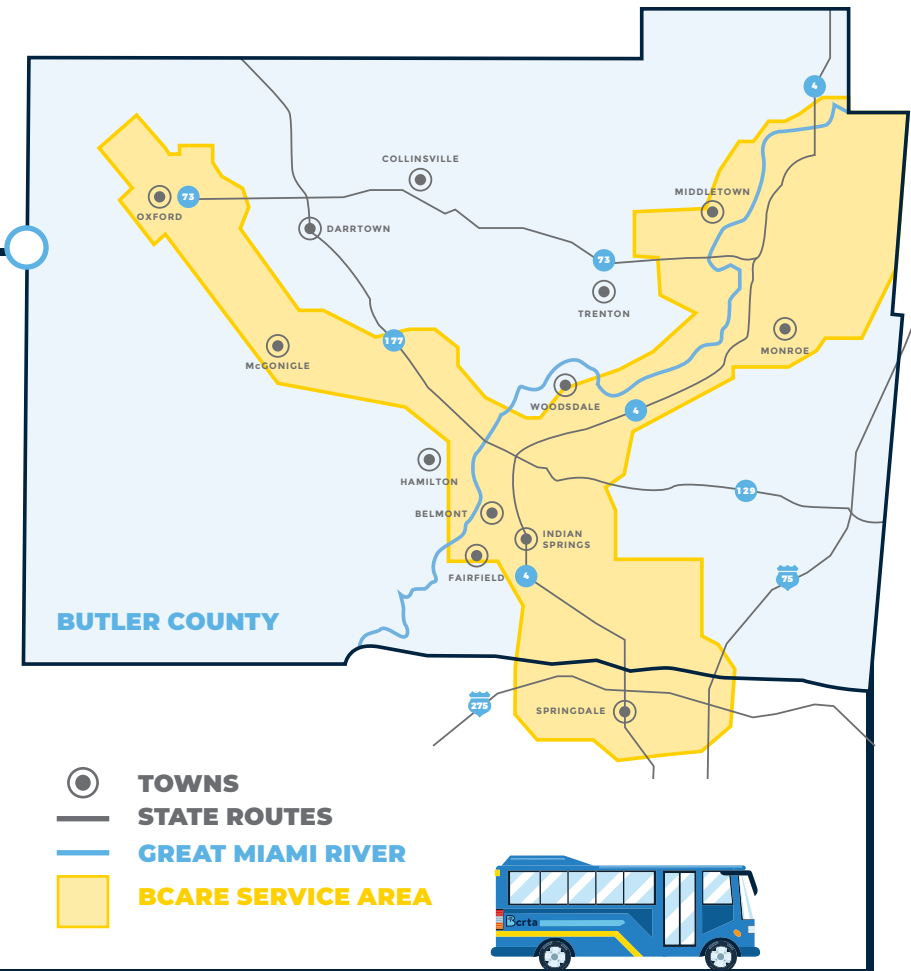 4
COLLINSVILLE
MIDDLETOWN
73
OXFORD
DARRTOWN
73
TRENTON
177
MONROE
McGONIGLE
WOODSDALE
4
HAMILTON
129
BELMONT
INDIAN
SPRINGS
FAIRFIELD
4
75
BUTLER COUNTY
275
SPRINGDALE
TOWNS
STATE ROUTES
GREAT MIAMI RIVER
BCARE SERVICE AREA
Bcrta